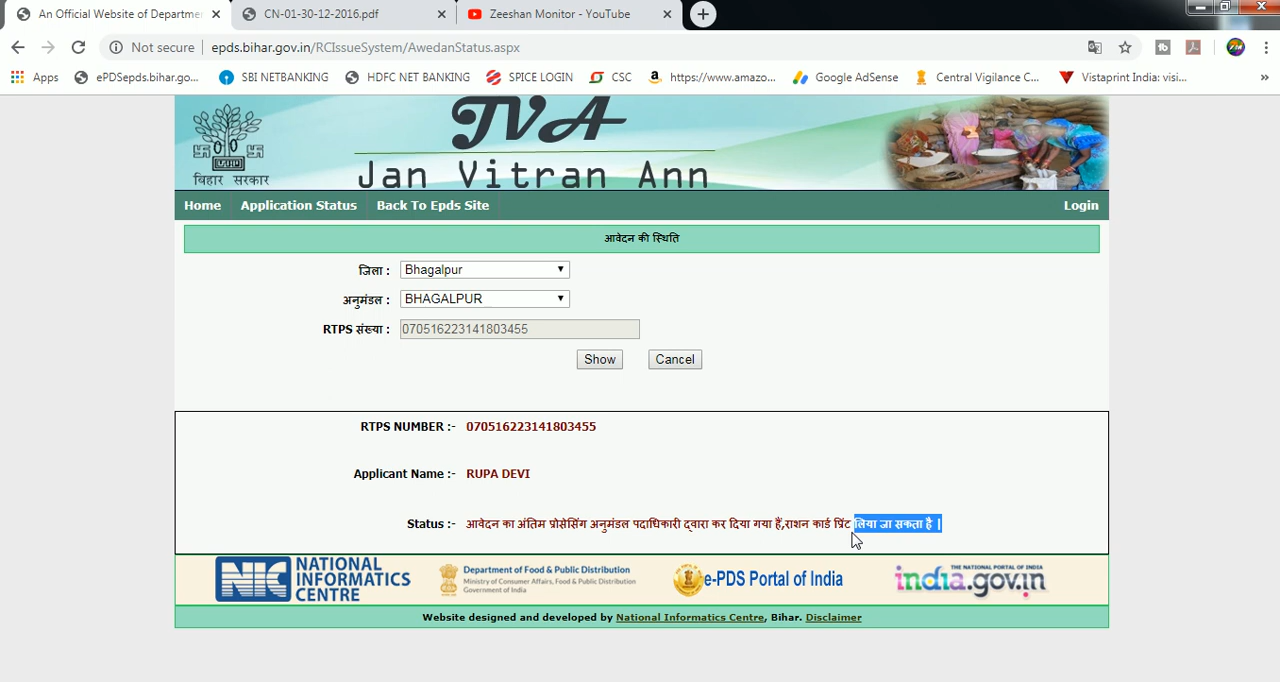 An Official Website of Departme
CN-01-30-12-2016.pdf
Zeeshan Monitor - YouTube
Not secure
epds.bihar.gov.in/RCIssueSystem/AwedanStatus.aspx
Apps
ePDSepds.bihar.go...
SBI NETBANKING
HDFC NET BANKING
SPICE LOGIN
CSC
https://www.amazo...
Google AdSense
Central Vigilance C...
Vistaprint India: visi...
JVA
Jan Vitran Ann
बिहार सरकार
Home Application Status Back To Epds Site Login
आवेदन की स्थिति
जिला : Bhagalpur
अनुमंडल : BHAGALPUR
RTPS संख्या : 070516223141803455
Show Cancel
RTPS NUMBER :- 070516223141803455
Applicant Name :- RUPA DEVI
Status :- आवेदन का अंतिम प्रोसेसिंग अनुमंडल पदाधिकारी द्वारा कर दिया गया हैं,राशन कार्ड प्रिंट लिया जा सकता है |
NIC NATIONAL INFORMATICS CENTRE
Department of Food & Public Distribution
Ministry of Consumer Affairs, Food & Public Distribution
Government of India
e-PDS Portal of India
THE NATIONAL PORTAL OF INDIA
india.gov.in
Website designed and developed by National Informatics Centre, Bihar. Disclaimer